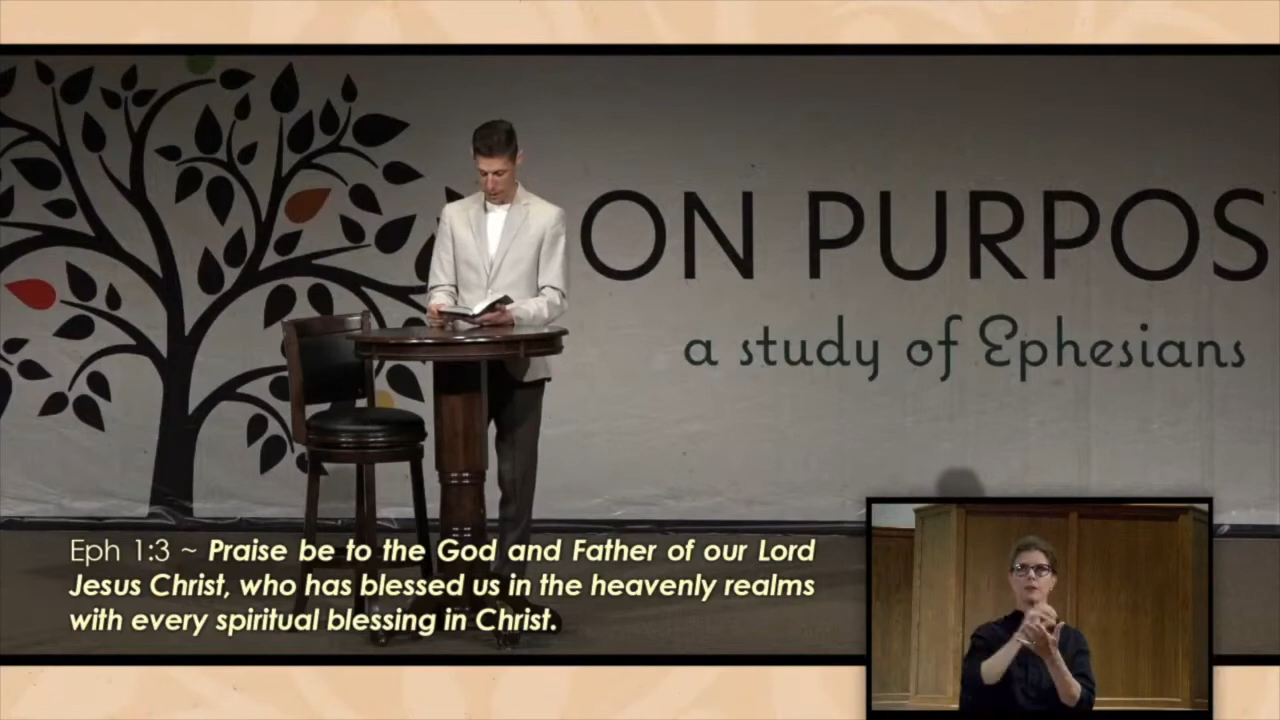 ON PURPOS
a study of Ephesians
Eph 1:3 ~ Praise be to the God and Father of our Lord
Jesus Christ, who has blessed us in the heavenly realms
with every spiritual blessing in Christ.